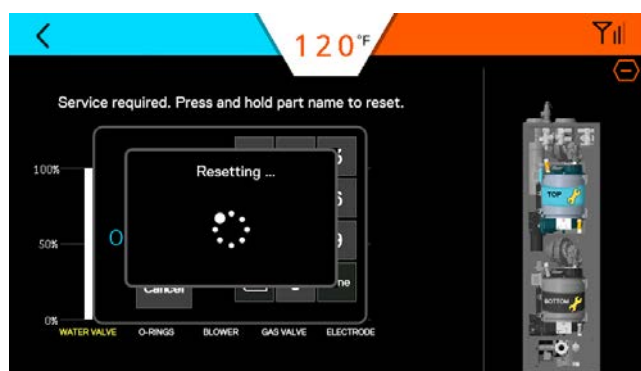 120°F
Service required. Press and hold part name to reset.
100%
50%
0%
Resetting ...
Cancel
WATER VALVE
O-RINGS
BLOWER
GAS VALVE
ELECTRODE
TOP
BOTTOM